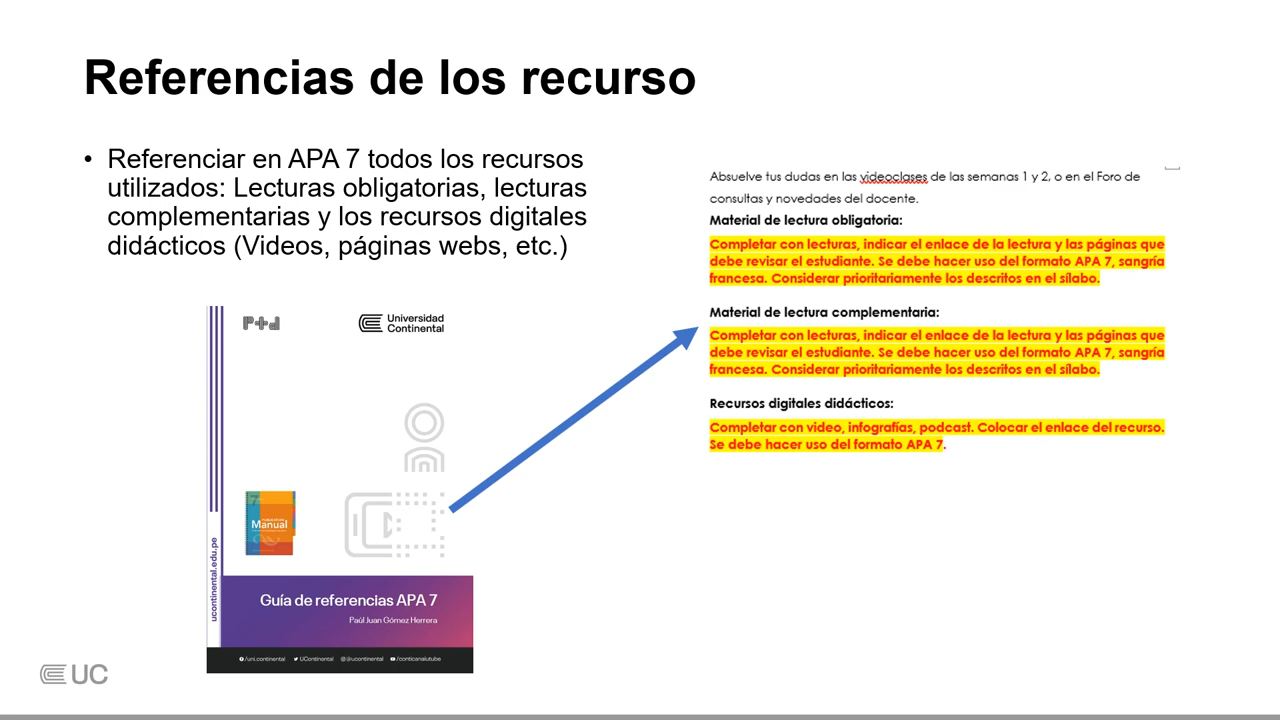 Referencias de los recurso
• Referenciar en APA 7 todos los recursos
utilizados: Lecturas obligatorias, lecturas
complementarias y los recursos digitales
didácticos (Videos, páginas webs, etc.)
P+d
Universidad
Continental
7
Manual
ucontinental.edu.pe
Guía de referencias APA 7
Paúl Juan Gómez Herrera
/uni.continental UContinental @ucontinental /conticanalutube
Absuelve tus dudas en las videoclases de las semanas 1 y 2, o en el Foro de
consultas y novedades del docente.
Material de lectura obligatoria:
Completar con lecturas, indicar el enlace de la lectura y las páginas que
debe revisar el estudiante. Se debe hacer uso del formato APA 7, sangría
francesa. Considerar prioritariamente los descritos en el sílabo.
Material de lectura complementaria:
Completar con lecturas, indicar el enlace de la lectura y las páginas que
debe revisar el estudiante. Se debe hacer uso del formato APA 7, sangría
francesa. Considerar prioritariamente los descritos en el sílabo.
Recursos digitales didácticos:
Completar con video, infografías, podcast. Colocar el enlace del recurso.
Se debe hacer uso del formato APA 7.
UC